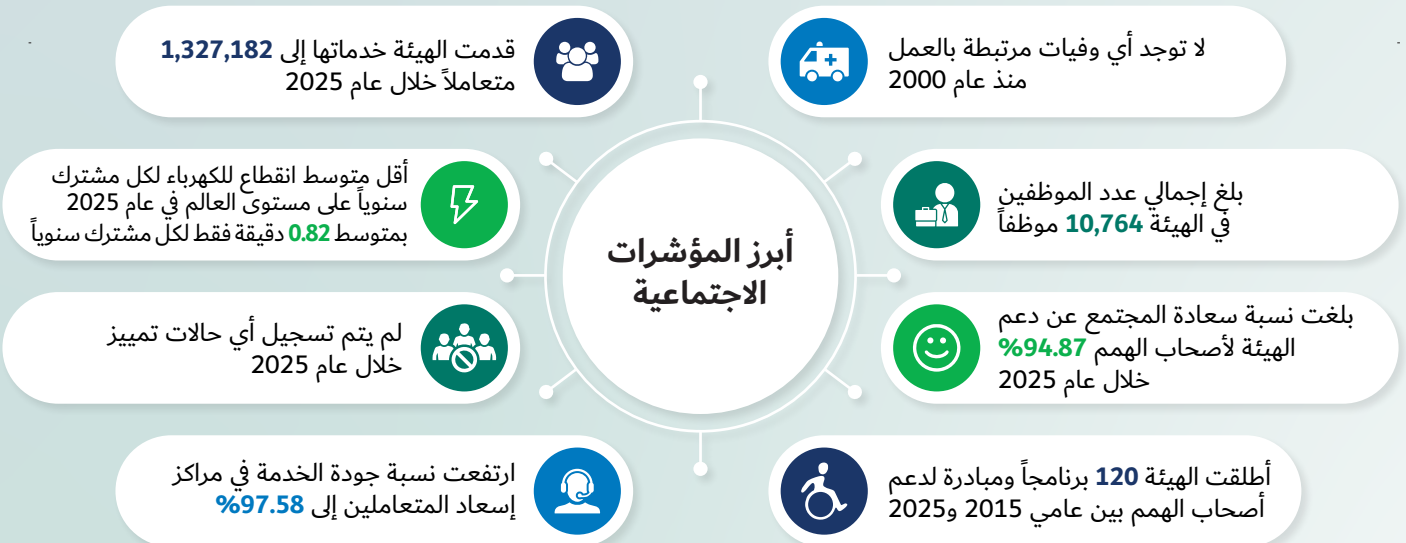 أبرز المؤشرات
الاجتماعية
لا توجد أي وفيات مرتبطة بالعمل
منذ عام 2000
بلغ إجمالي عدد الموظفين
في الهيئة 10,764 موظفاً
بلغت نسبة سعادة المجتمع عن دعم
الهيئة لأصحاب الهمم 94.87%
خلال عام 2025
أطلقت الهيئة 120 برنامجاً ومبادرة لدعم
أصحاب الهمم بين عامي 2015 و2025
قدمت الهيئة خدماتها إلى 1,327,182
متعاملاً خلال عام 2025
أقل متوسط انقطاع للكهرباء لكل مشترك
سنوياً على مستوى العالم في عام 2025
بمتوسط 0.82 دقيقة فقط لكل مشترك سنوياً
لم يتم تسجيل أي حالات تمييز
خلال عام 2025
ارتفعت نسبة جودة الخدمة في مراكز
إسعاد المتعاملين إلى 97.58%